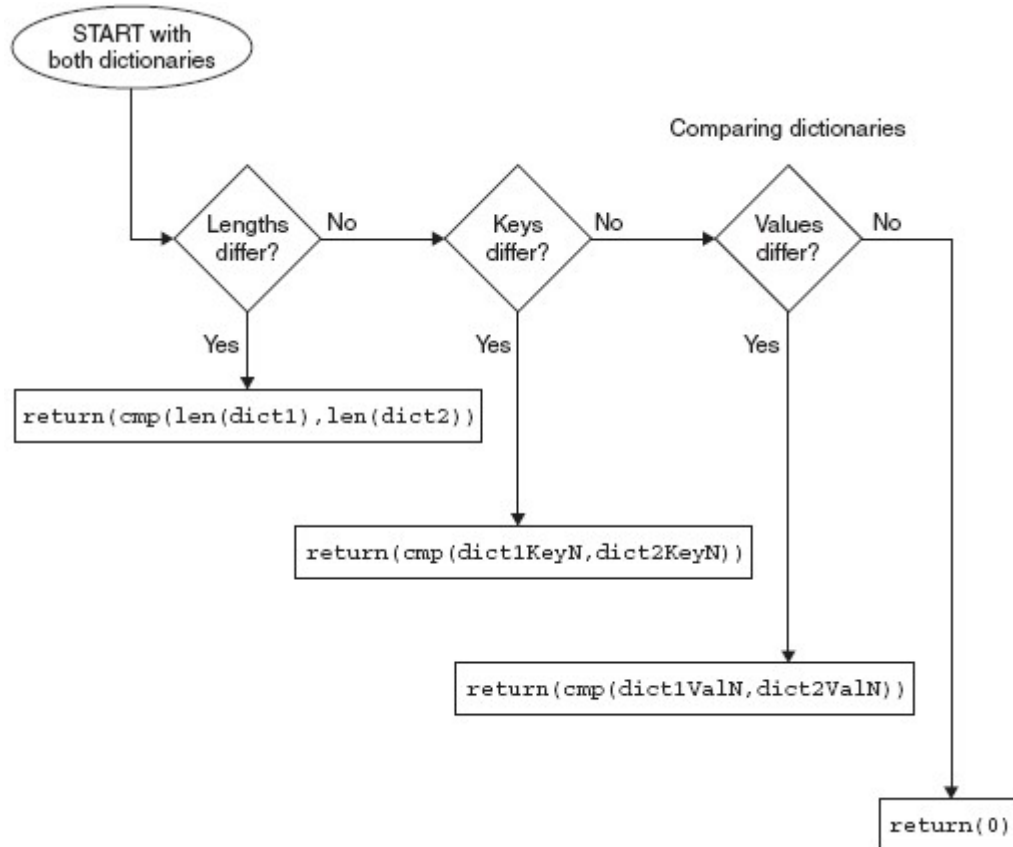 START with
both dictionaries
Comparing dictionaries
Lengths
differ?
No
Keys
differ?
No
Values
differ?
No
Yes
Yes
Yes
return(cmp(len(dict1),len(dict2))
return(cmp(dict1KeyN,dict2KeyN))
return(cmp(dict1ValN,dict2ValN))
return(0)